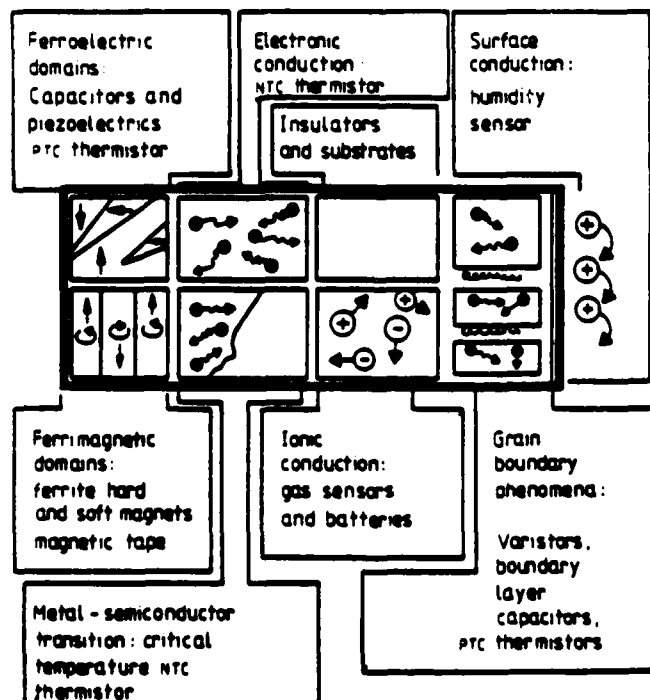 Ferroelectric
domains:
Capacitors and
piezoelectrics
PTC thermistor
Electronic
conduction:
NTC thermistor
Insulators
and substrates
Surface
conduction:
humidity
sensor
+
+
+
+
+
-
-
Ferrimagnetic
domains:
ferrite hard
and soft magnets
magnetic tape
Ionic
conduction:
gas sensors
and batteries
Grain
boundary
phenomena:
Varistors,
boundary
layer
capacitors,
PTC thermistors
Metal-semiconductor
transition: critical
temperature NTC
thermistor